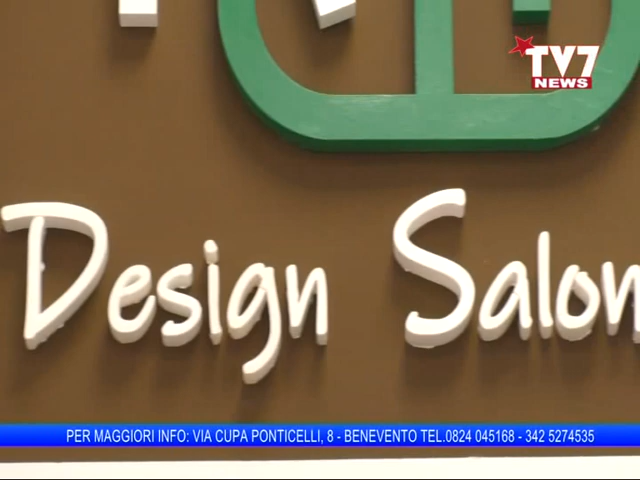 TV7
NEWS
Design Salon
PER MAGGIORI INFO: VIA CUPA PONTICELLI, 8 - BENEVENTO TEL.0824 045168 - 342 5274535